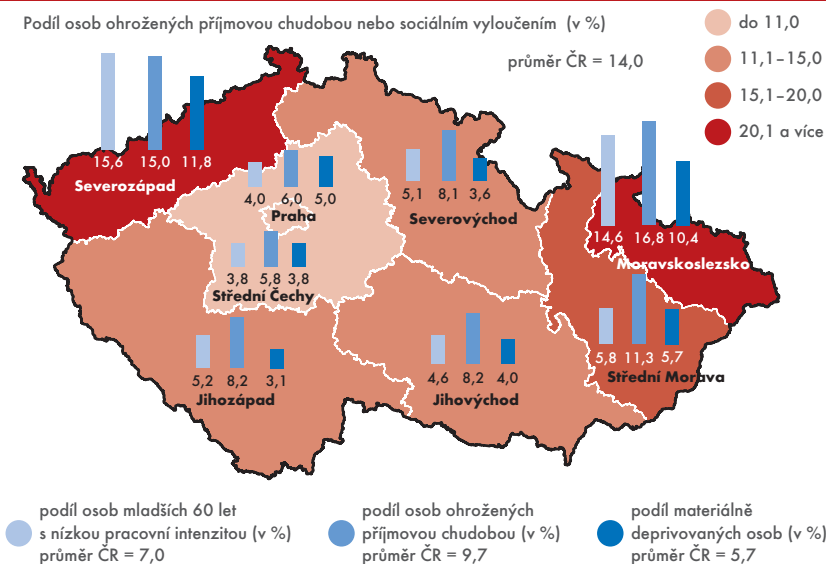 Podíl osob ohrožených příjmovou chudobou nebo sociálním vyloučením (v %)
průměr ČR = 14,0
do 11,0
11,1–15,0
15,1–20,0
20,1 a více
15,6 15,0 11,8
Severozápad
4,0 6,0 5,0
Praha
5,1 8,1 3,6
Severovýchod
14,6 16,8 10,4
Moravskoslezsko
3,8 5,8 3,8
Střední Čechy
5,8 11,3 5,7
Střední Morava
5,2 8,2 3,1
Jihozápad
4,6 8,2 4,0
Jihovýchod
podíl osob mladších 60 let
s nízkou pracovní intenzitou (v %)
průměr ČR = 7,0
podíl osob ohrožených
příjmovou chudobou (v %)
průměr ČR = 9,7
podíl materiálně
deprivovaných osob (v %)
průměr ČR = 5,7